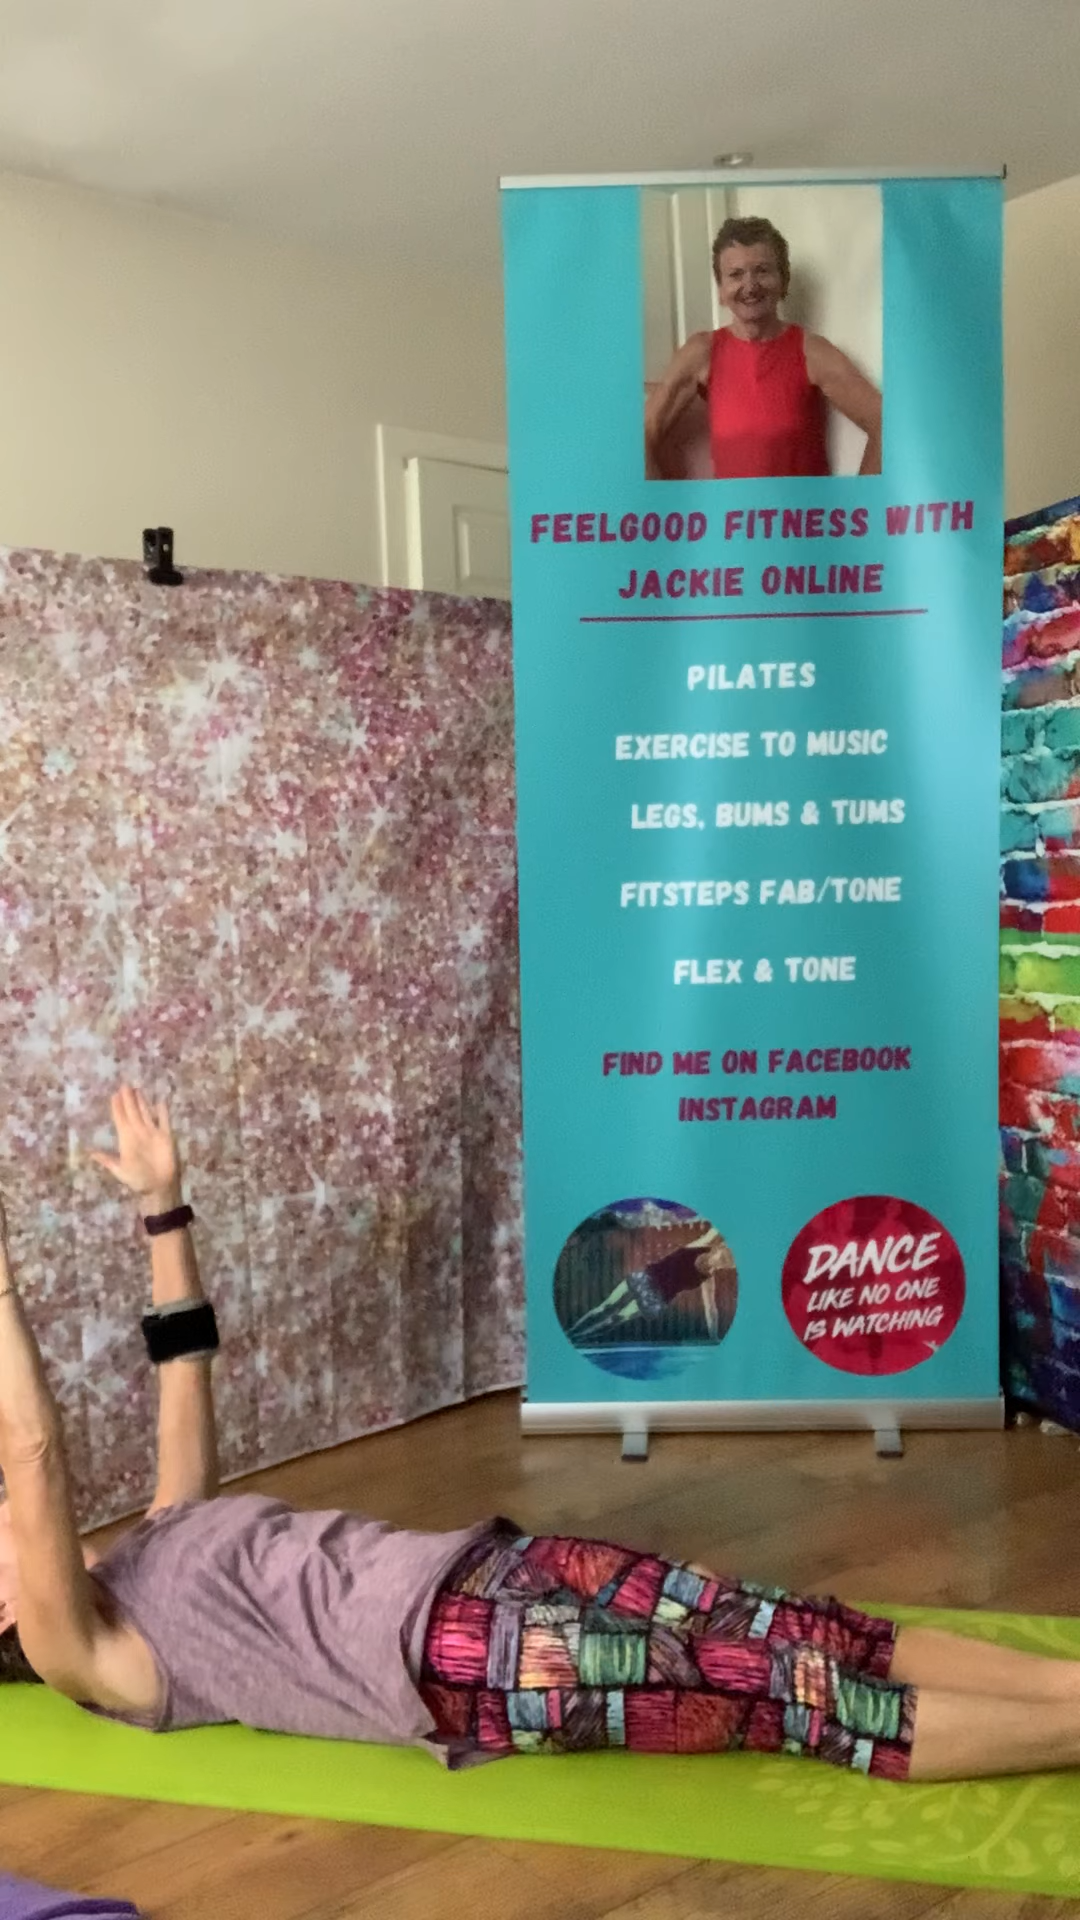 FEELGOOD FITNESS WITH
JACKIE ONLINE
PILATES
EXERCISE TO MUSIC
LEGS, BUMS & TUMS
FITSTEPS FAB/TONE
FLEX & TONE
FIND ME ON FACEBOOK
INSTAGRAM
DANCE
LIKE NO ONE
IS WATCHING